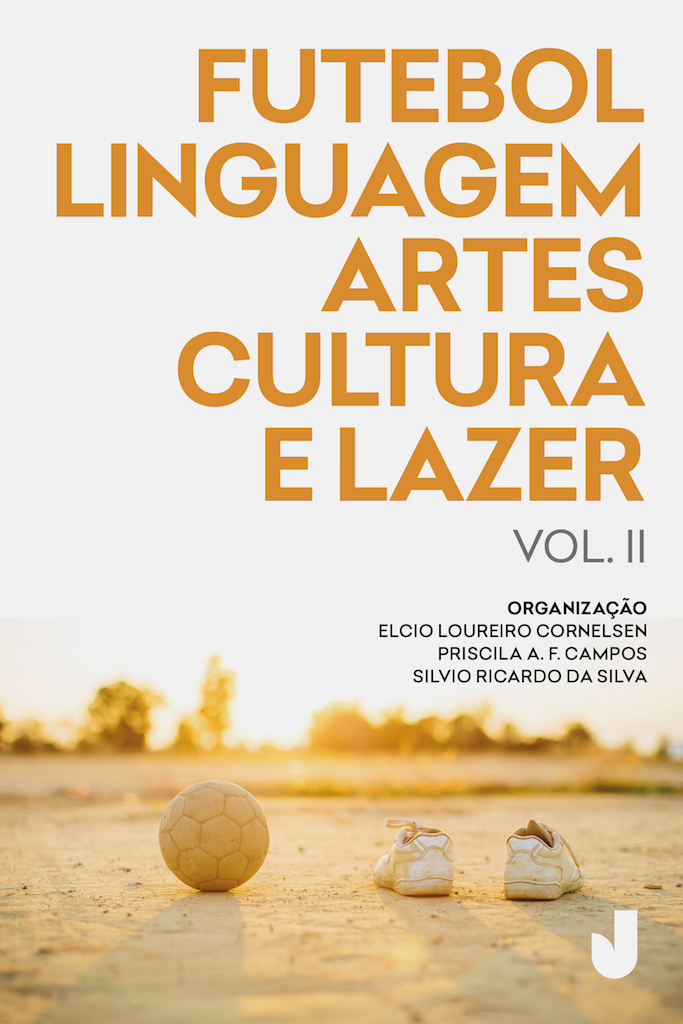 FUTEBOL
LINGUAGEM
ARTES
CULTURA
E LAZER
VOL. II
ORGANIZAÇÃO
ELCIO LOUREIRO CORNELSEN
PRISCILA A. F. CAMPOS
SILVIO RICARDO DA SILVA
J